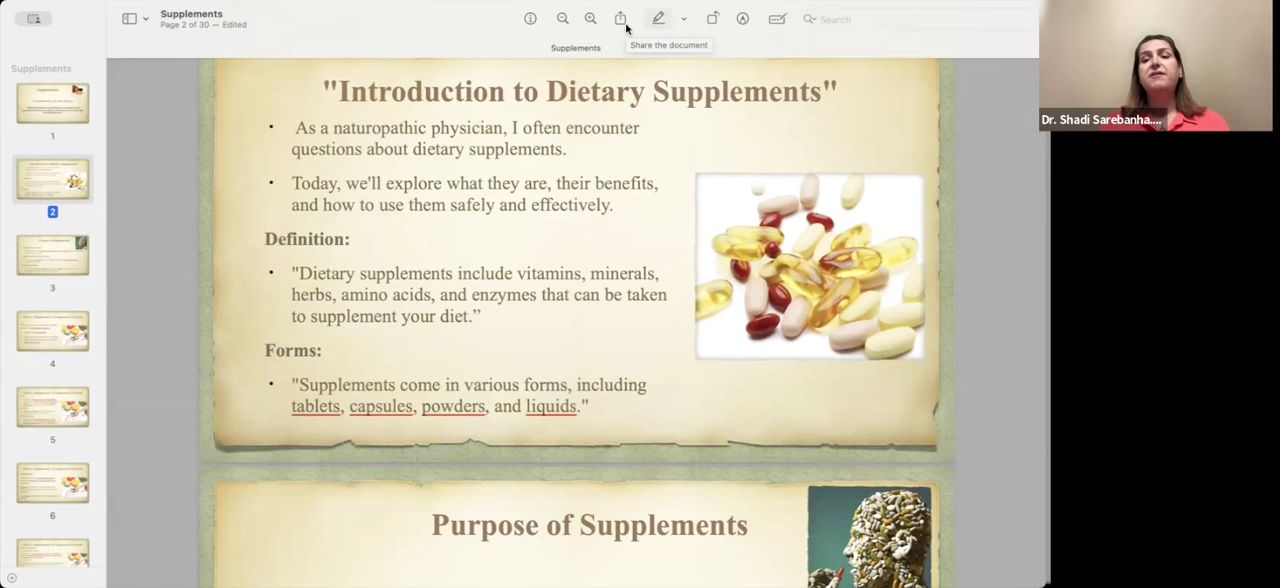 Supplements
Page 2 of 30 — Edited
Search
Supplements
Share the document
Supplements
1
2
3
4
5
6
Dr. Shadi Sarebanha....
"Introduction to Dietary Supplements"
• As a naturopathic physician, I often encounter
questions about dietary supplements.
• Today, we'll explore what they are, their benefits,
and how to use them safely and effectively.
Definition:
• "Dietary supplements include vitamins, minerals,
herbs, amino acids, and enzymes that can be taken
to supplement your diet.”
Forms:
• "Supplements come in various forms, including
tablets, capsules, powders, and liquids."
Purpose of Supplements